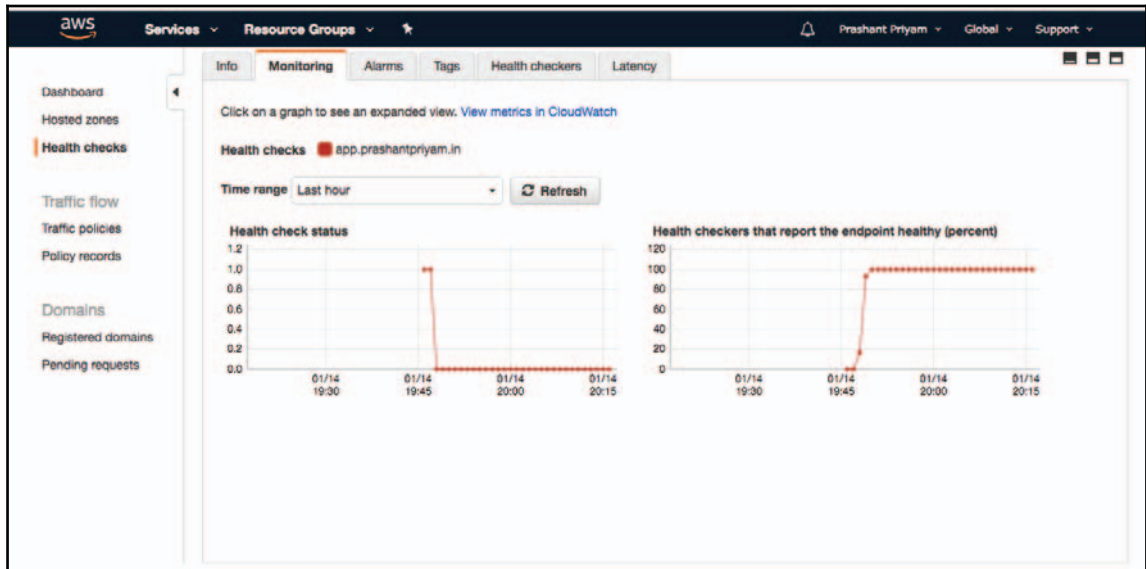 aws Services Resource Groups Prashant Priyam Global Support
Info Monitoring Alarms Tags Health checkers Latency
Dashboard
Hosted zones
Health checks
Traffic flow
Traffic policies
Policy records
Domains
Registered domains
Pending requests
Click on a graph to see an expanded view. View metrics in CloudWatch
Health checks app.prashantpriyam.in
Time range Last hour Refresh
Health check status
1.2
1.0
0.8
0.6
0.4
0.2
0.0
01/14 01/14 01/14 01/14
19:30 19:45 20:00 20:15
Health checkers that report the endpoint healthy (percent)
120
100
80
60
40
20
0
01/14 01/14 01/14 01/14
19:30 19:45 20:00 20:15